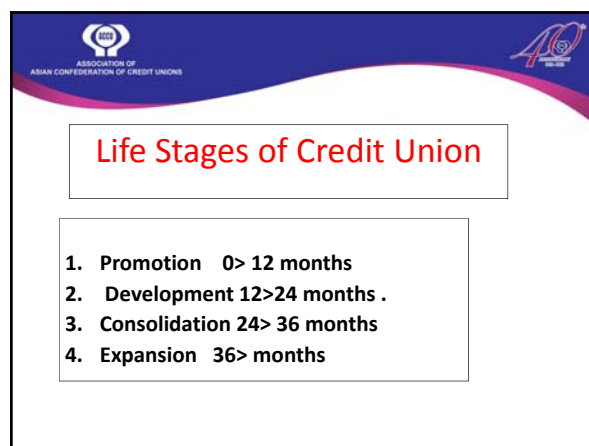 ASSOCIATION OF
ASIAN CONFEDERATION OF CREDIT UNIONS
40
Life Stages of Credit Union
1. Promotion 0> 12 months
2. Development 12>24 months .
3. Consolidation 24> 36 months
4. Expansion 36> months